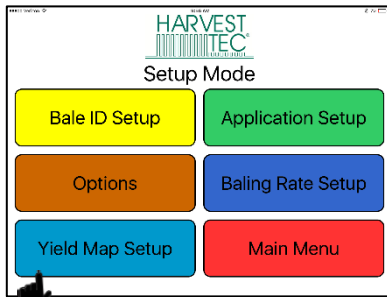 HARVEST
TEC
Setup Mode
Bale ID Setup
Application Setup
Options
Baling Rate Setup
Yield Map Setup
Main Menu